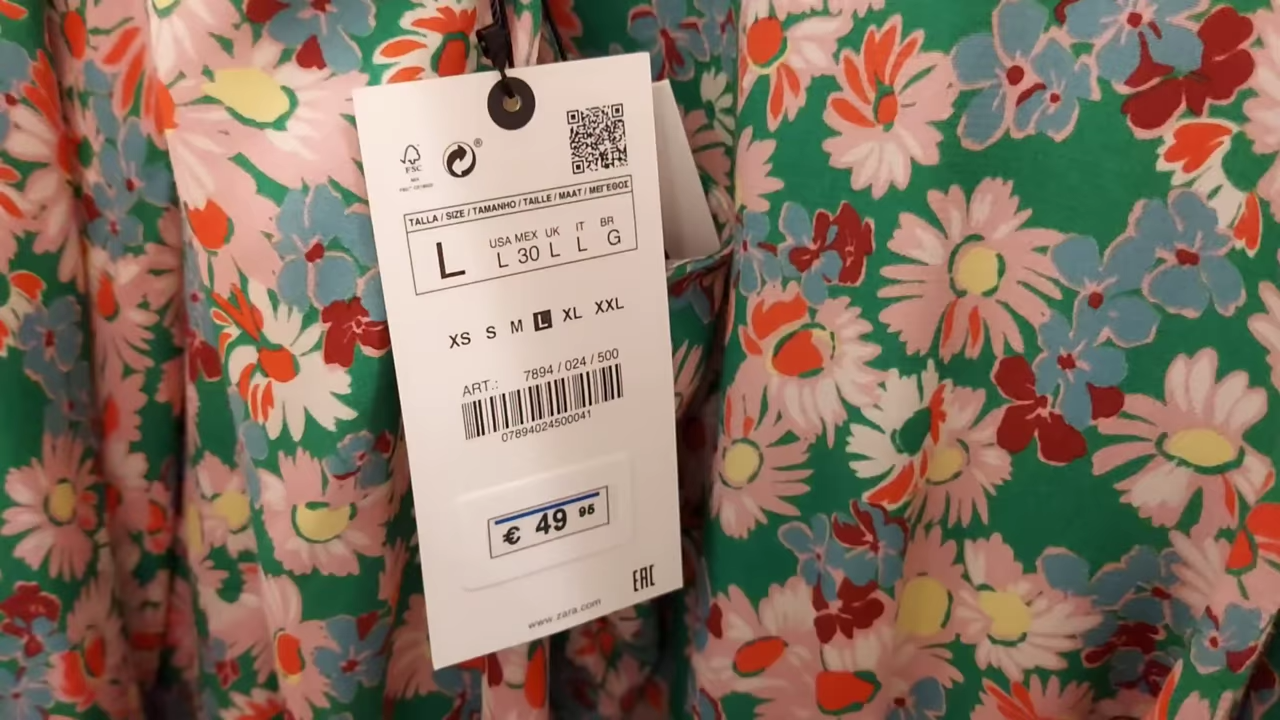 FSC
®
TALLA / SIZE / TAMANHO / TAILLE / MAAT / ΜΕΓΕΘΟΣ
USA MEX UK IT BR
L L 30 L L G
XS S M L XL XXL
ART.: 7894 / 024 / 500
07894024500041
€ 49 95
EAC
www.zara.com